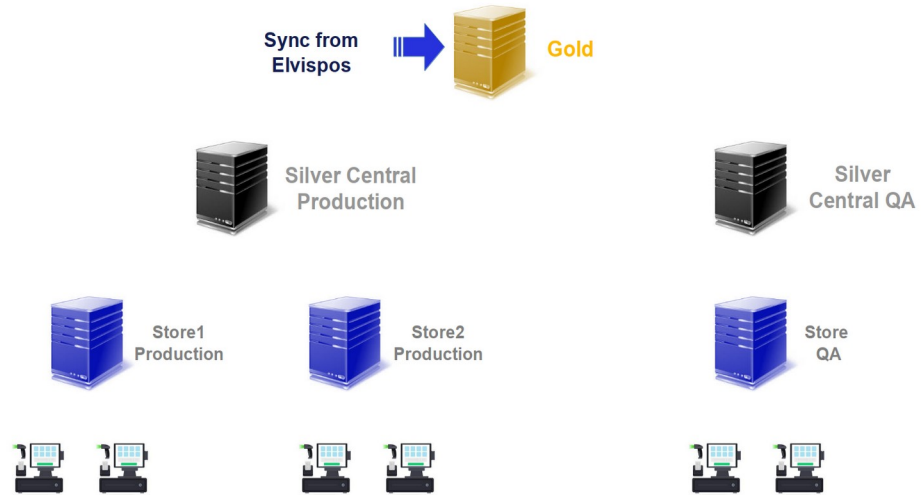 Sync from
Elvispos
Gold
Silver Central
Production
Silver
Central QA
Store1
Production
Store2
Production
Store
QA